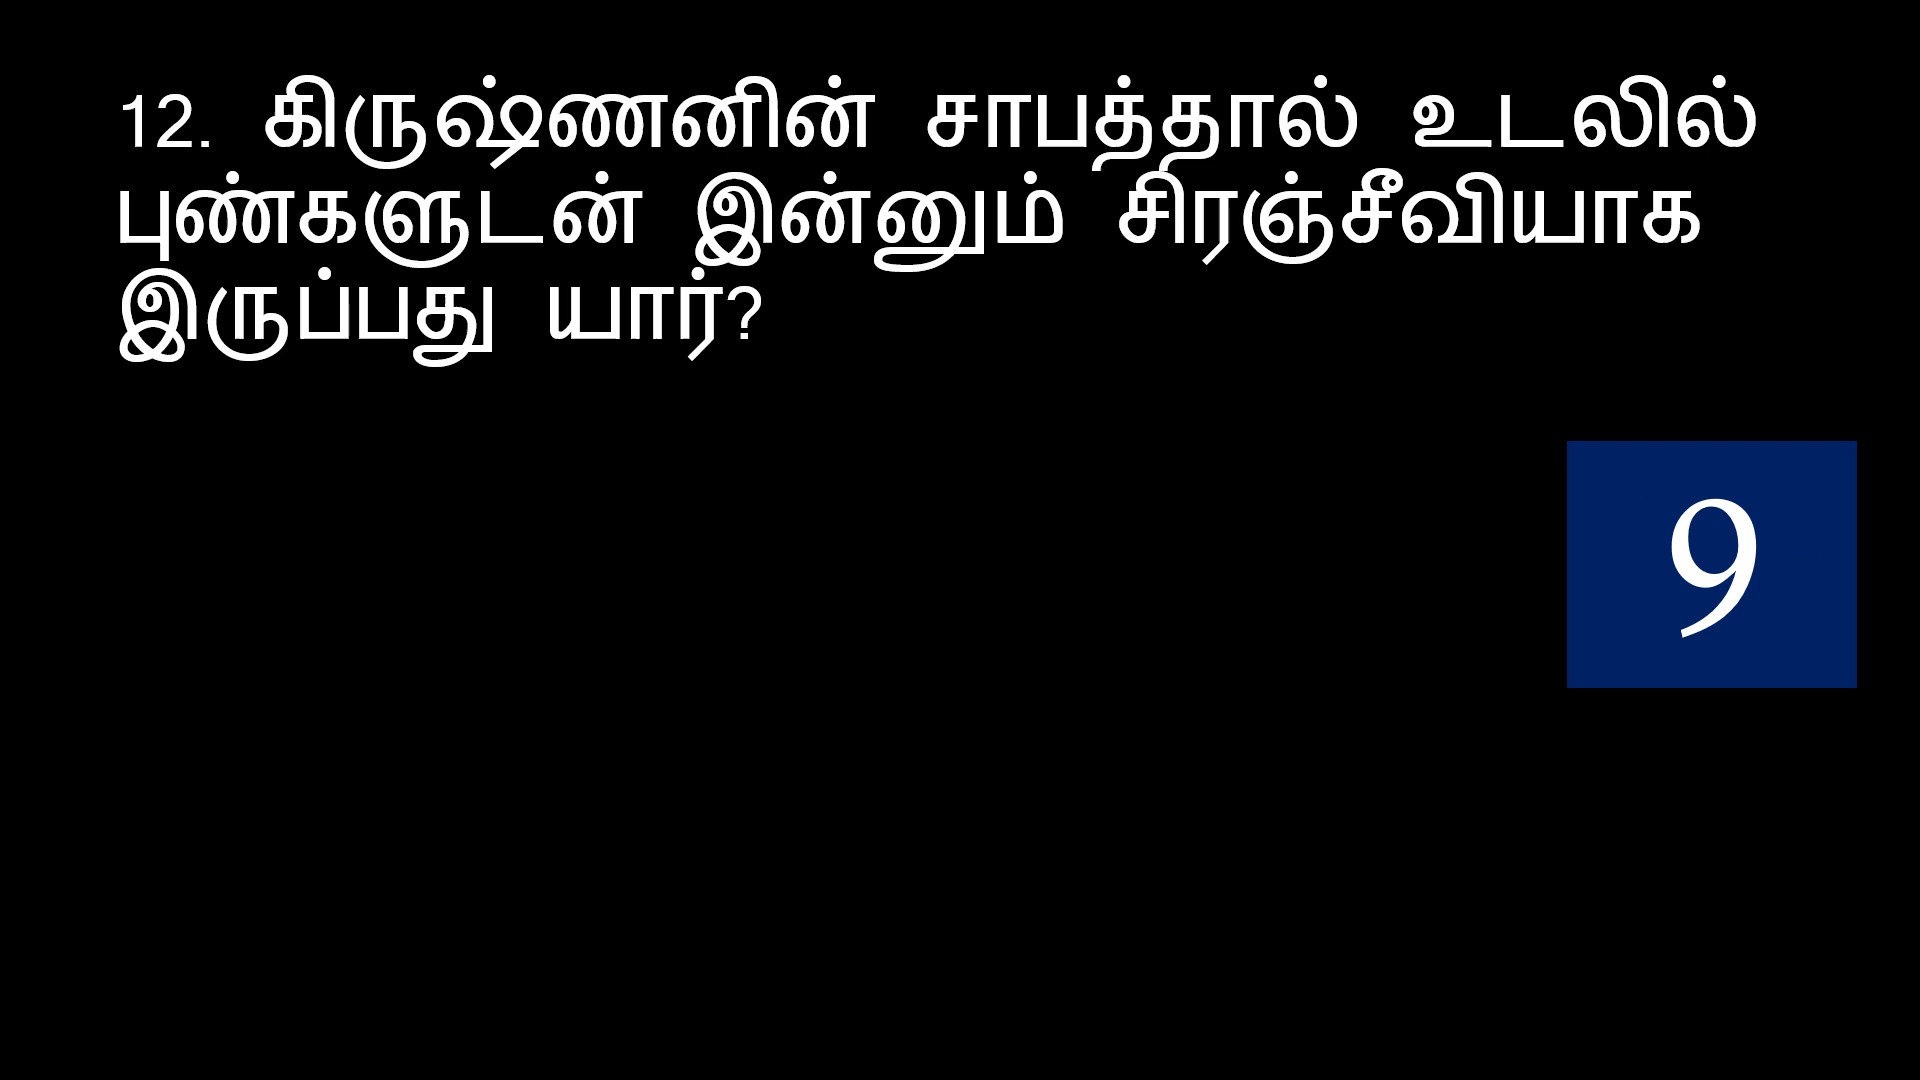 12. கிருஷ்ணனின் சாபத்தால் உடலில்
புண்களுடன் இன்னும் சிரஞ்சீவியாக
இருப்பது யார்?
9